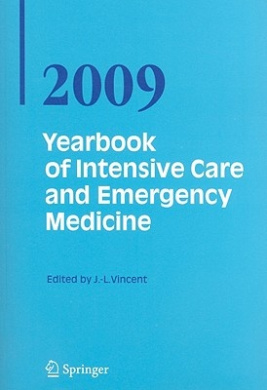 2009
Yearbook
of Intensive Care
and Emergency
Medicine
Edited by J.-L.Vincent
Springer